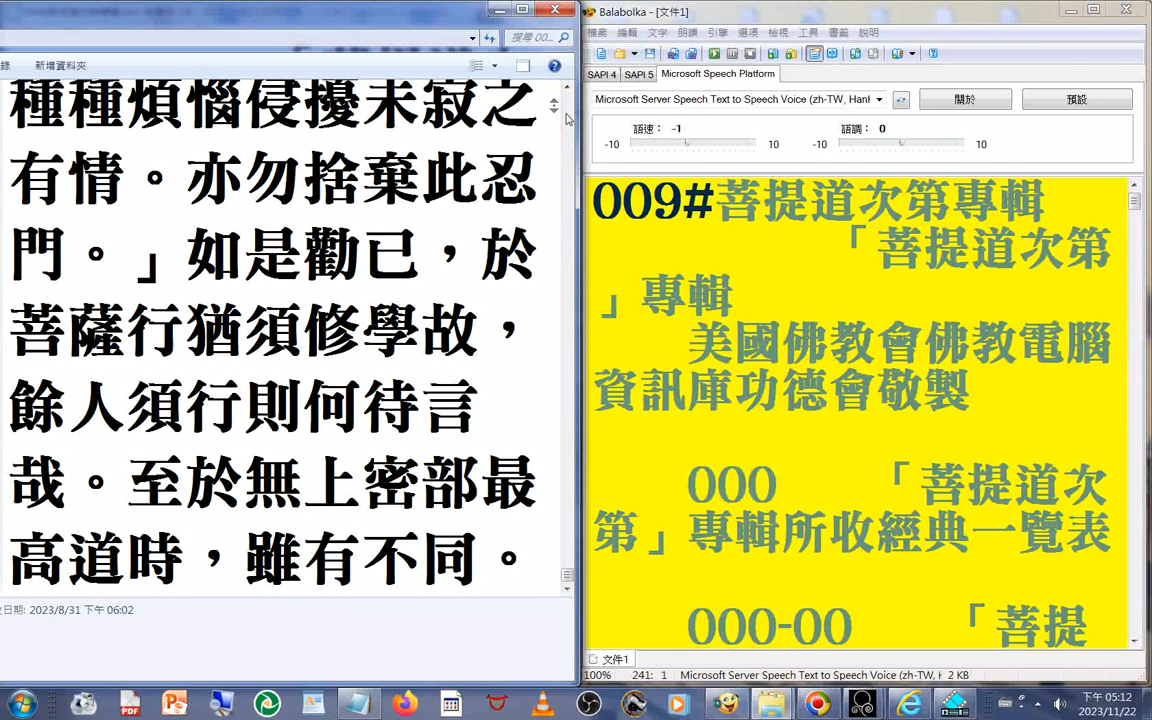 搜尋 00...
錄
新增資料夾
種種煩惱侵擾未寂之
有情。亦勿捨棄此忍
門。」如是勸已，於
菩薩行猶須修學故，
餘人須行則何待言
哉。至於無上密部最
高道時，雖有不同。
日期: 2023/8/31 下午 06:02
Balabolka - [文件1]
檔案 編輯 文字 朗讀 引擎 選項 檢視 工具 書籤 說明
SAPI 4 SAPI 5 Microsoft Speech Platform
Microsoft Server Speech Text to Speech Voice (zh-TW, Hanl
關於
預設
語速： -1
語調： 0
-10 10 -10 10
009#菩提道次第專輯
「菩提道次第
」專輯
美國佛教會佛教電腦
資訊庫功德會敬製
000 「菩提道次
第」專輯所收經典一覽表
000-00 「菩提
文件1
100% 241: 1 Microsoft Server Speech Text to Speech Voice (zh-TW, H 2 KB
下午 05:12
2023/11/22